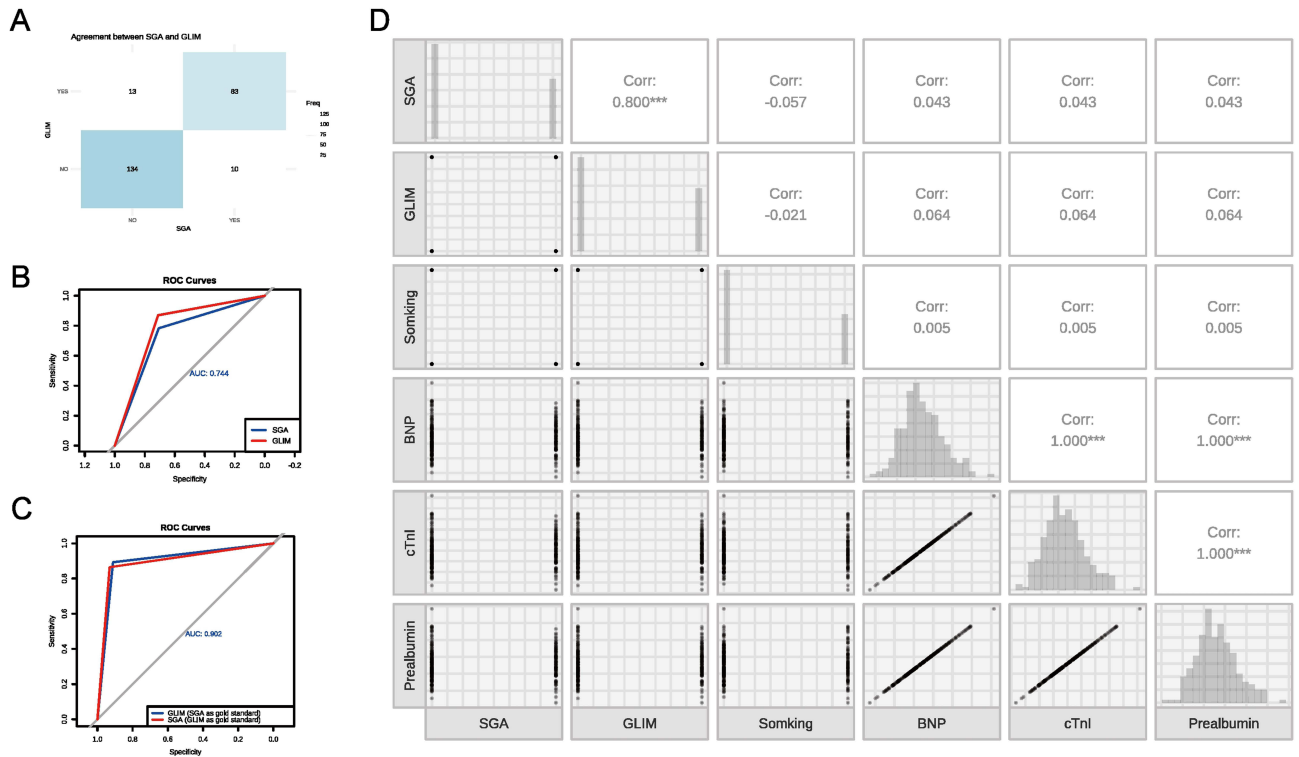 A
Agreement between SGA and GLIM
YES
13
83
Freq
125
100
75
50
75
GLIM
NO
134
10
NO
YES
SGA
B
ROC Curves
Sensitivity
1.0
0.8
0.6
0.4
0.2
0.0
AUC: 0.744
SGA
GLIM
1.2 1.0 0.8 0.6 0.4 0.2 0.0 -0.2
Specificity
C
ROC Curves
Sensitivity
1.0
0.8
0.6
0.4
0.2
0.0
AUC: 0.902
GLIM (SGA as gold standard)
SGA (GLIM as gold standard)
1.0 0.8 0.6 0.4 0.2 0.0
Specificity
D
SGA
Corr: Corr: Corr: Corr: Corr:
0.800*** -0.057 0.043 0.043 0.043
GLIM
Corr: Corr: Corr: Corr:
-0.021 0.064 0.064 0.064
Somking
Corr: Corr: Corr:
0.005 0.005 0.005
BNP
Corr: Corr:
1.000*** 1.000***
cTnI
Corr:
1.000***
Prealbumin
SGA GLIM Somking BNP cTnI Prealbumin